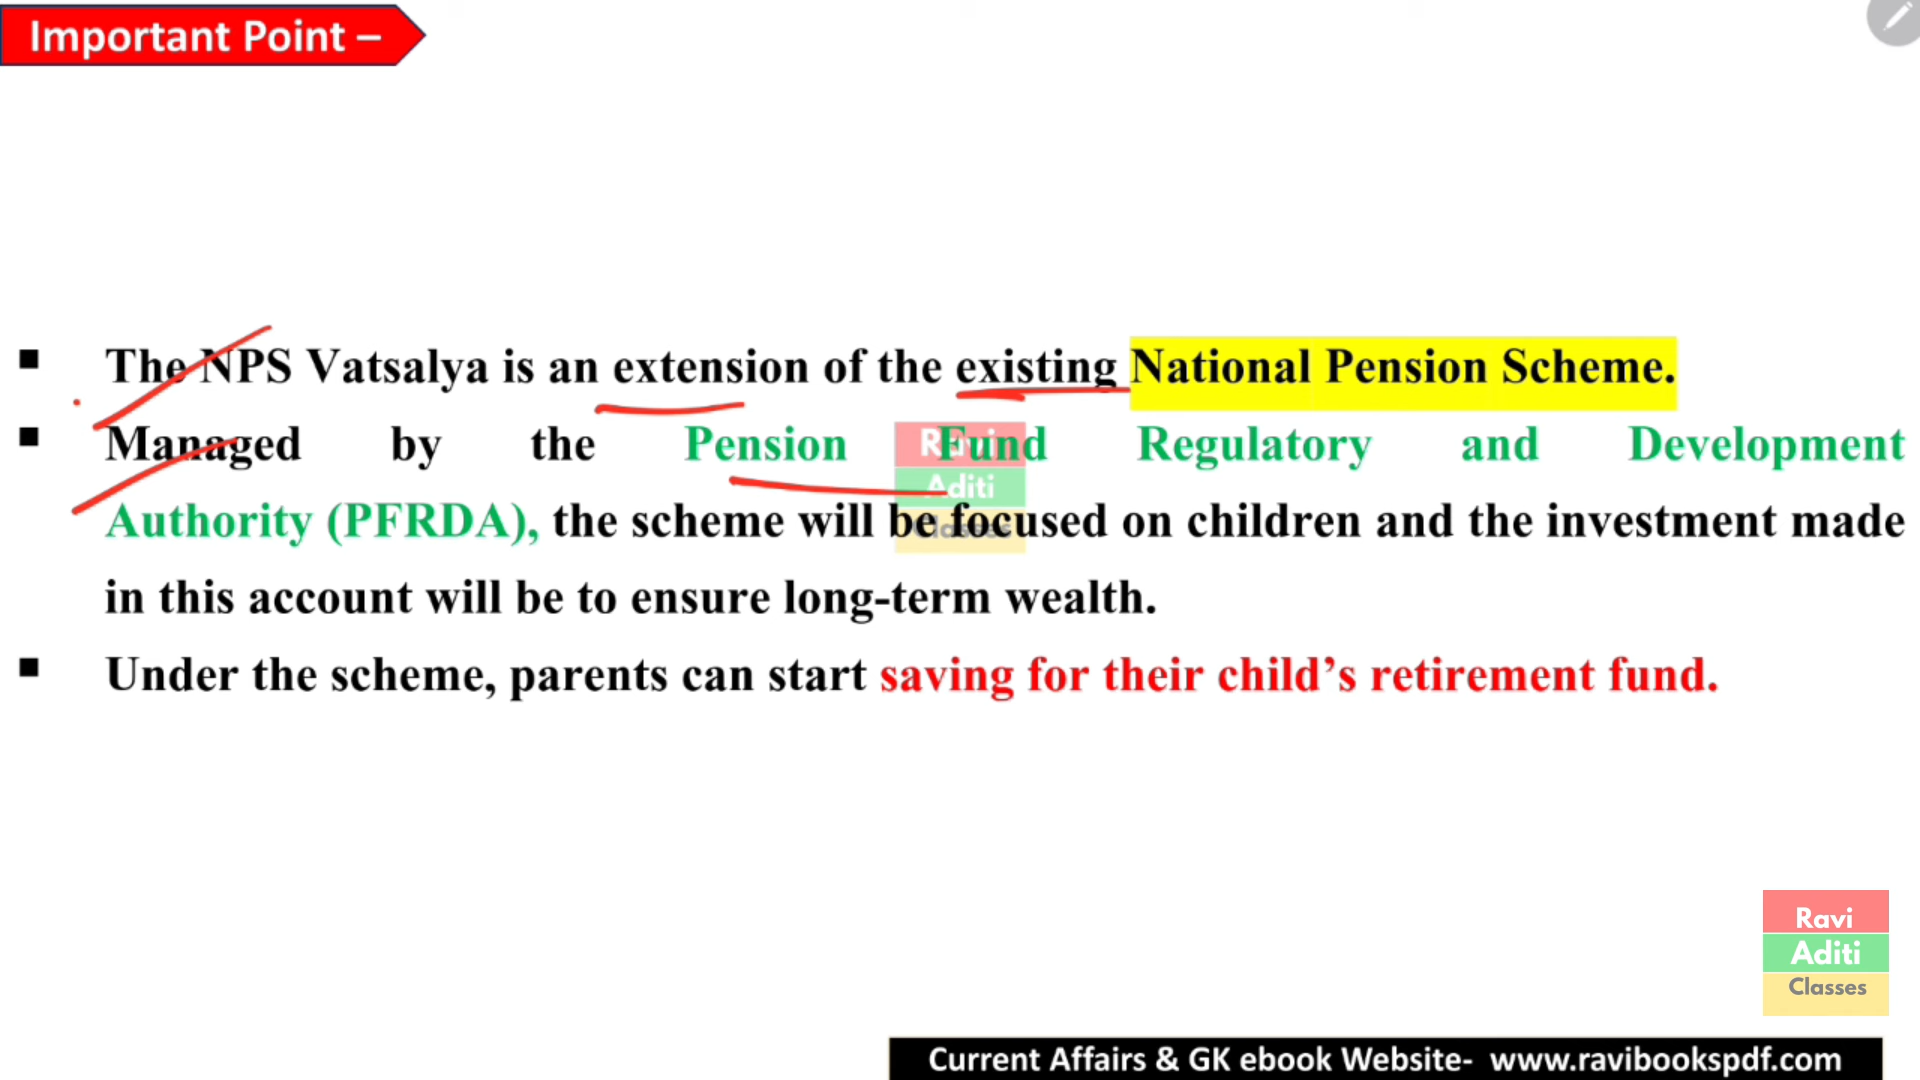 Important Point –
▪ The NPS Vatsalya is an extension of the existing National Pension Scheme.
▪ Managed by the Pension Fund Regulatory and Development
Authority (PFRDA), the scheme will be focused on children and the investment made
in this account will be to ensure long-term wealth.
▪ Under the scheme, parents can start saving for their child’s retirement fund.
Ravi
Aditi
Classes
Ravi
Aditi
Classes
Current Affairs & GK ebook Website- www.ravibookspdf.com